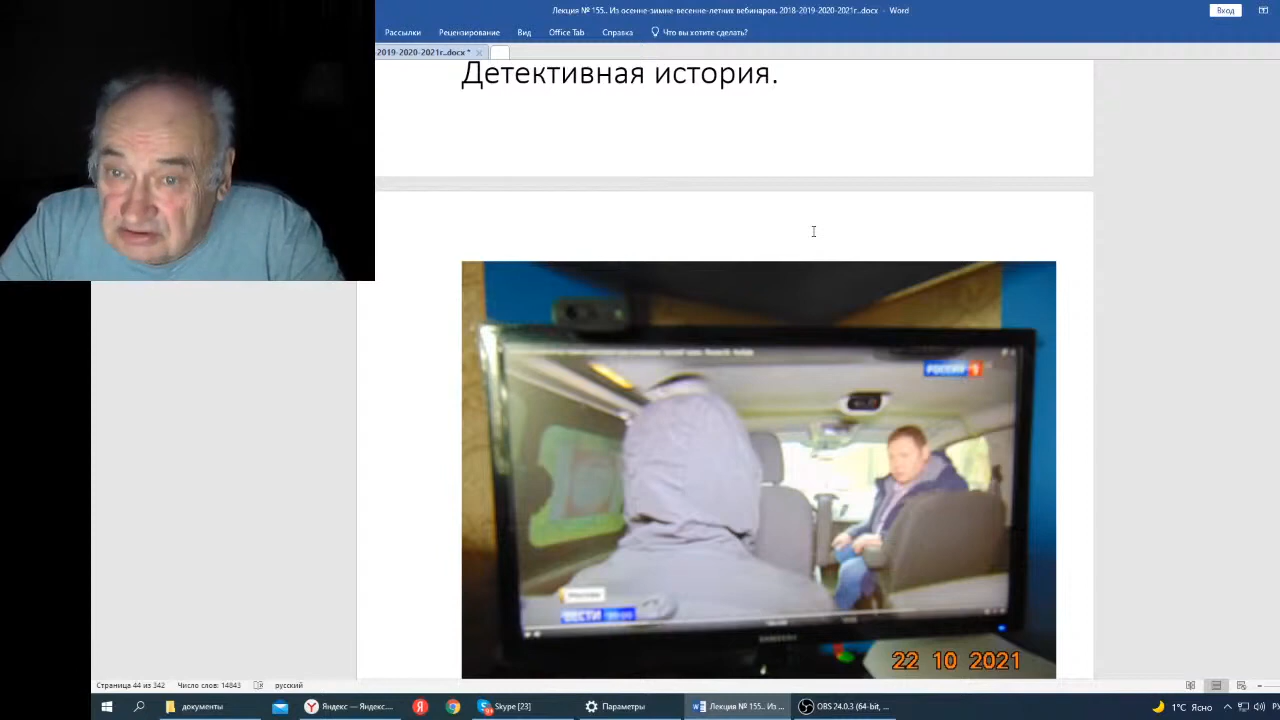 Лекция № 155.. Из осенне-зимне-весенне-летних вебинаров. 2018-2019-2020-2021г...docx - Word
Вход
Рассылки Рецензирование Вид Office Tab Справка Что вы хотите сделать?
2019-2020-2021г...docx *
Детективная история.
РОССИЯ 1
ВЕСТИ
SAMSUNG
22 10 2021
Страница 44 из 342 Число слов: 14843 русский
документы Яндекс — Яндекс.... Skype [23] Параметры Лекция № 155.. Из ... OBS 24.0.3 (64-bit, ... 1°C Ясно